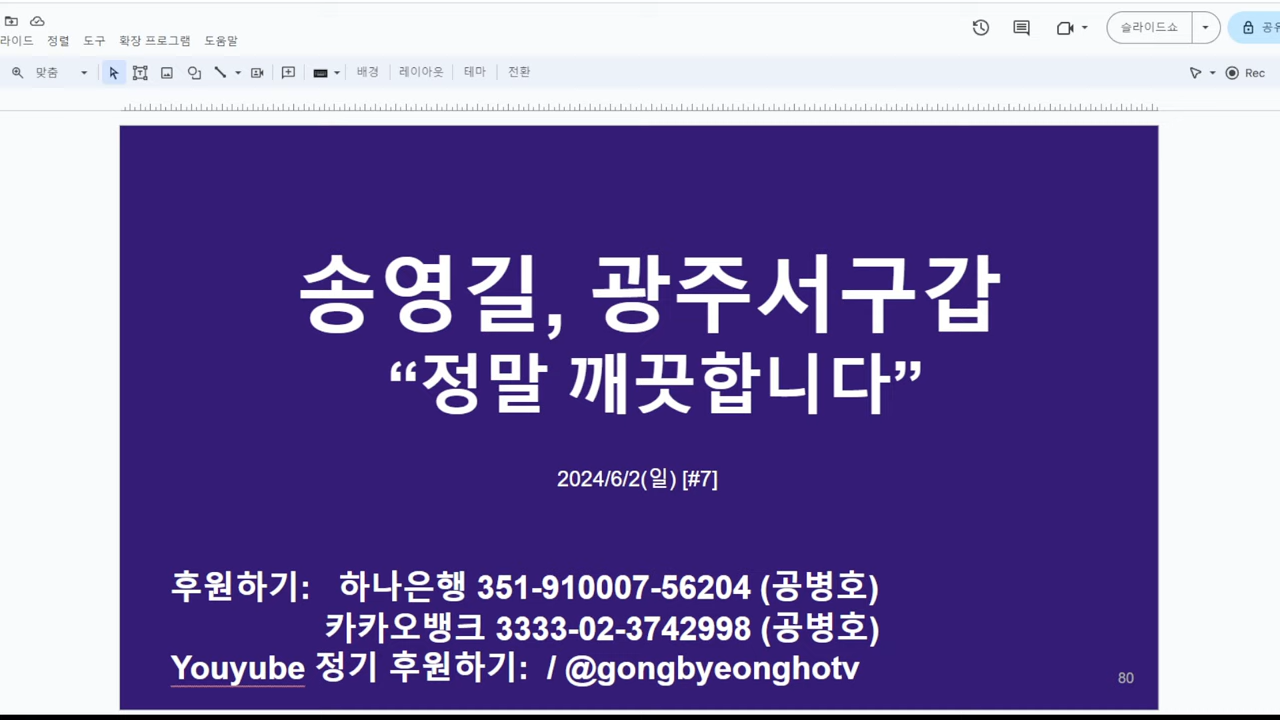 슬라이드쇼
공유
라이드 정렬 도구 확장 프로그램 도움말
맞춤 배경 레이아웃 테마 전환 Rec
송영길, 광주서구갑
“정말 깨끗합니다”
2024/6/2(일) [#7]
후원하기: 하나은행 351-910007-56204 (공병호)
카카오뱅크 3333-02-3742998 (공병호)
Youyube 정기 후원하기: / @gongbyeonghotv
80